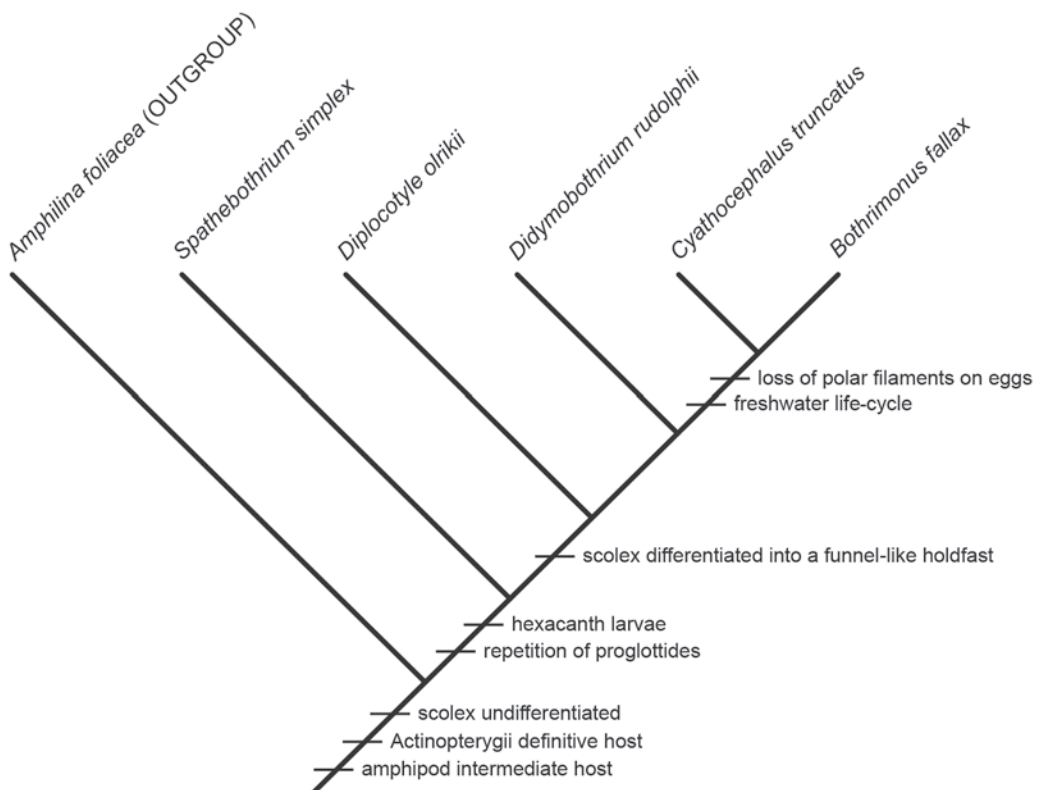 Amphilina foliacea (OUTGROUP)
Spathebothrium simplex
Diplocotyle olrikii
Didymobothrium rudolphii
Cyathocephalus truncatus
Bothrimonus fallax
loss of polar filaments on eggs
freshwater life-cycle
scolex differentiated into a funnel-like holdfast
hexacanth larvae
repetition of proglottides
scolex undifferentiated
Actinopterygii definitive host
amphipod intermediate host